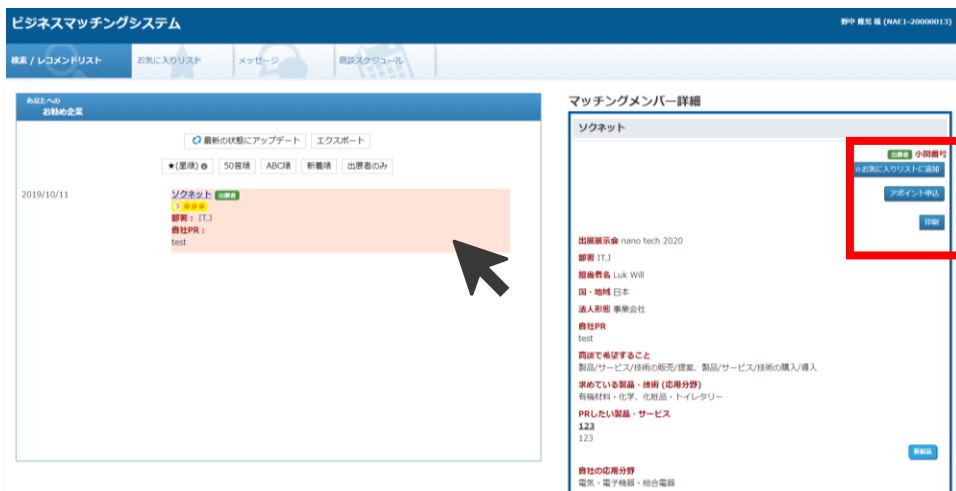 ビジネスマッチングシステム
(NAE1-20000013)
検索 / レコメンドリスト
お気に入りリスト
メッセージ
商談スケジュール
あなたへの
お勧め企業
最新の状態にアップデート
エクスポート
★(星順)
50音順
ABC順
新着順
出展者のみ
2019/10/11
ソクネット 出展者
3 ☆☆☆
部署： IT.J
自社PR：
test
マッチングメンバー詳細
ソクネット
出展者 小間番号
☆お気に入りリストに追加
アポイント申込
印刷
出展展示会 nano tech 2020
部署 IT.J
担当者名 Luk Will
国・地域 日本
法人形態 事業会社
自社PR
test
商談で希望すること
製品/サービス/技術の販売/提案、製品/サービス/技術の購入/導入
求めている製品・技術 (応用分野)
有機材料・化学、化粧品・トイレタリー
PRしたい製品・サービス
123
123
新製品
自社の応用分野
電気・電子機器・総合電器